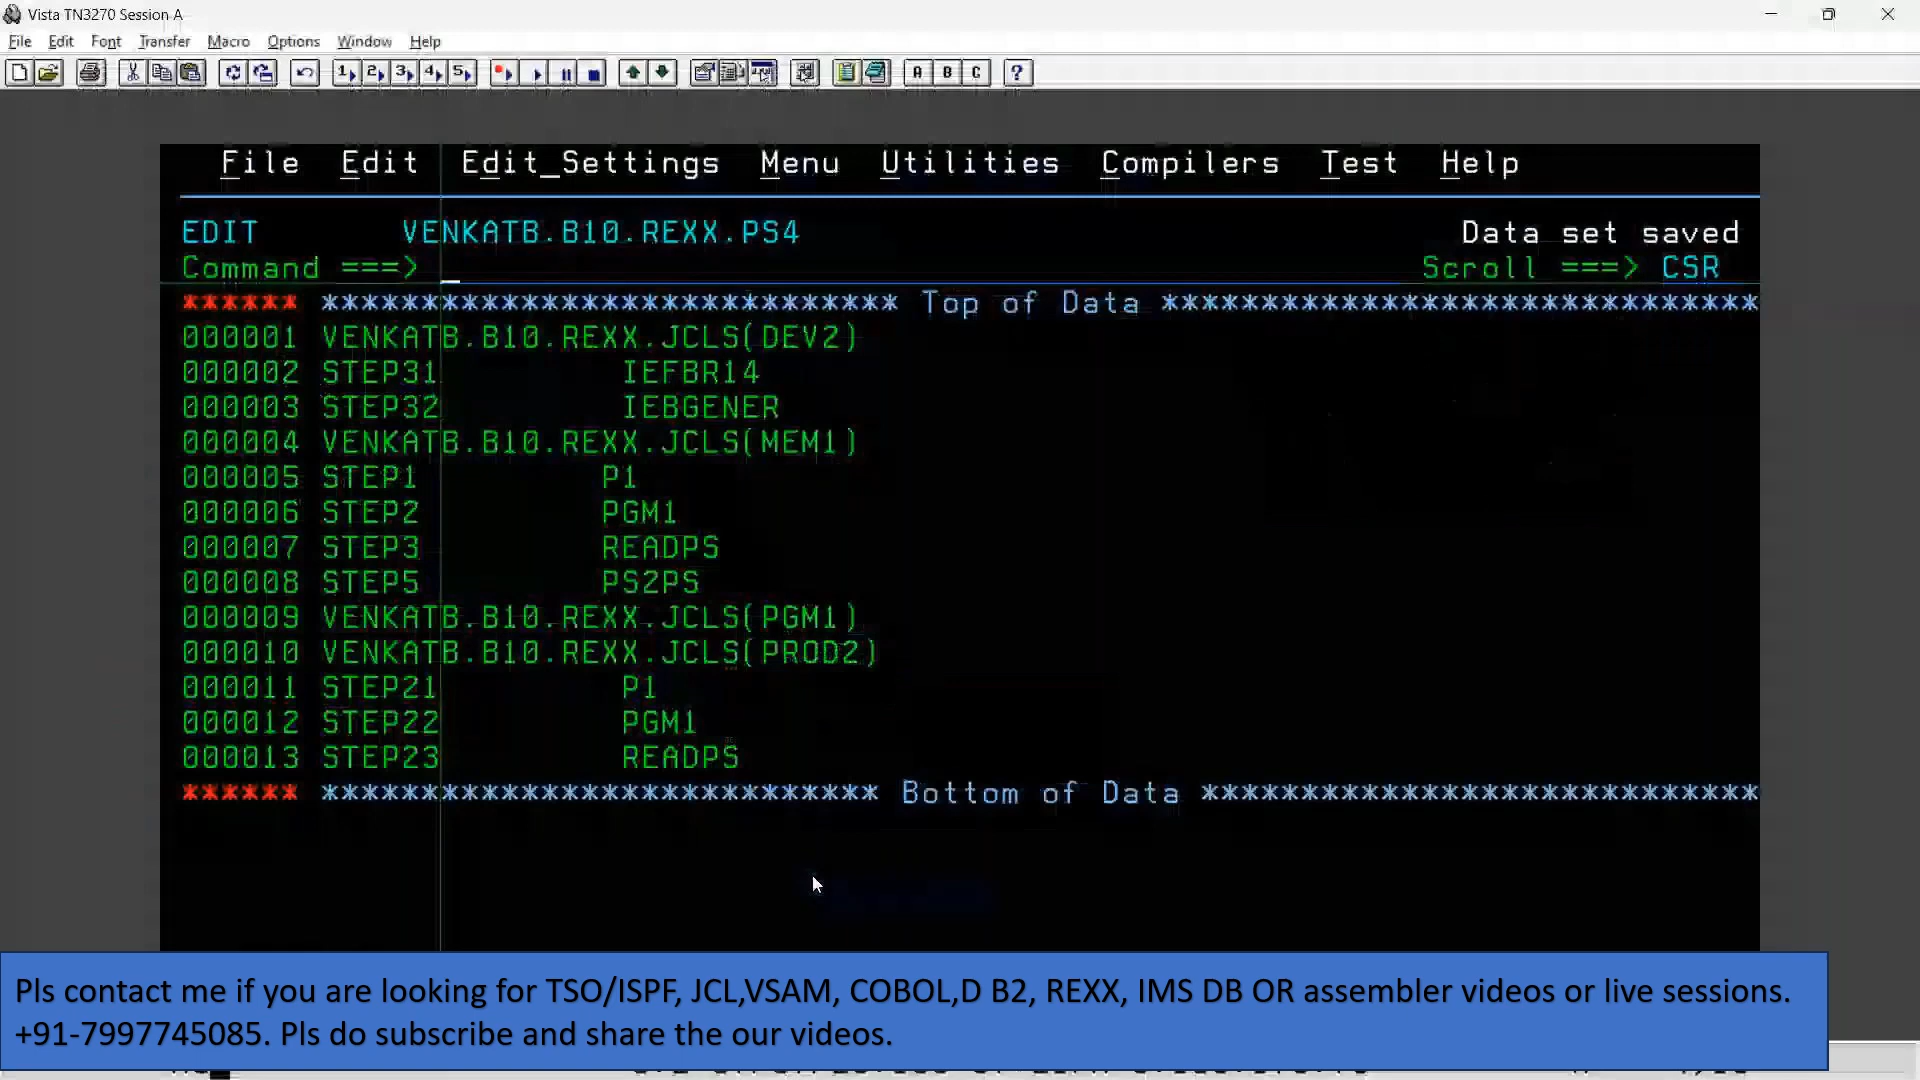 Vista TN3270 Session A
File Edit Font Transfer Macro Options Window Help
1 2 3 4 5 A B C ?
File Edit Edit_Settings Menu Utilities Compilers Test Help
EDIT VENKATB.B10.REXX.PS4 Data set saved
Command ===> Scroll ===> CSR
****** ***************************** Top of Data ******************************
000001 VENKATB.B10.REXX.JCLS(DEV2)
000002 STEP31 IEFBR14
000003 STEP32 IEBGENER
000004 VENKATB.B10.REXX.JCLS(MEM1)
000005 STEP1 P1
000006 STEP2 PGM1
000007 STEP3 READPS
000008 STEP5 PS2PS
000009 VENKATB.B10.REXX.JCLS(PGM1)
000010 VENKATB.B10.REXX.JCLS(PROD2)
000011 STEP21 P1
000012 STEP22 PGM1
000013 STEP23 READPS
****** **************************** Bottom of Data ****************************
Pls contact me if you are looking for TSO/ISPF, JCL,VSAM, COBOL,D B2, REXX, IMS DB OR assembler videos or live sessions.
+91-7997745085. Pls do subscribe and share the our videos.